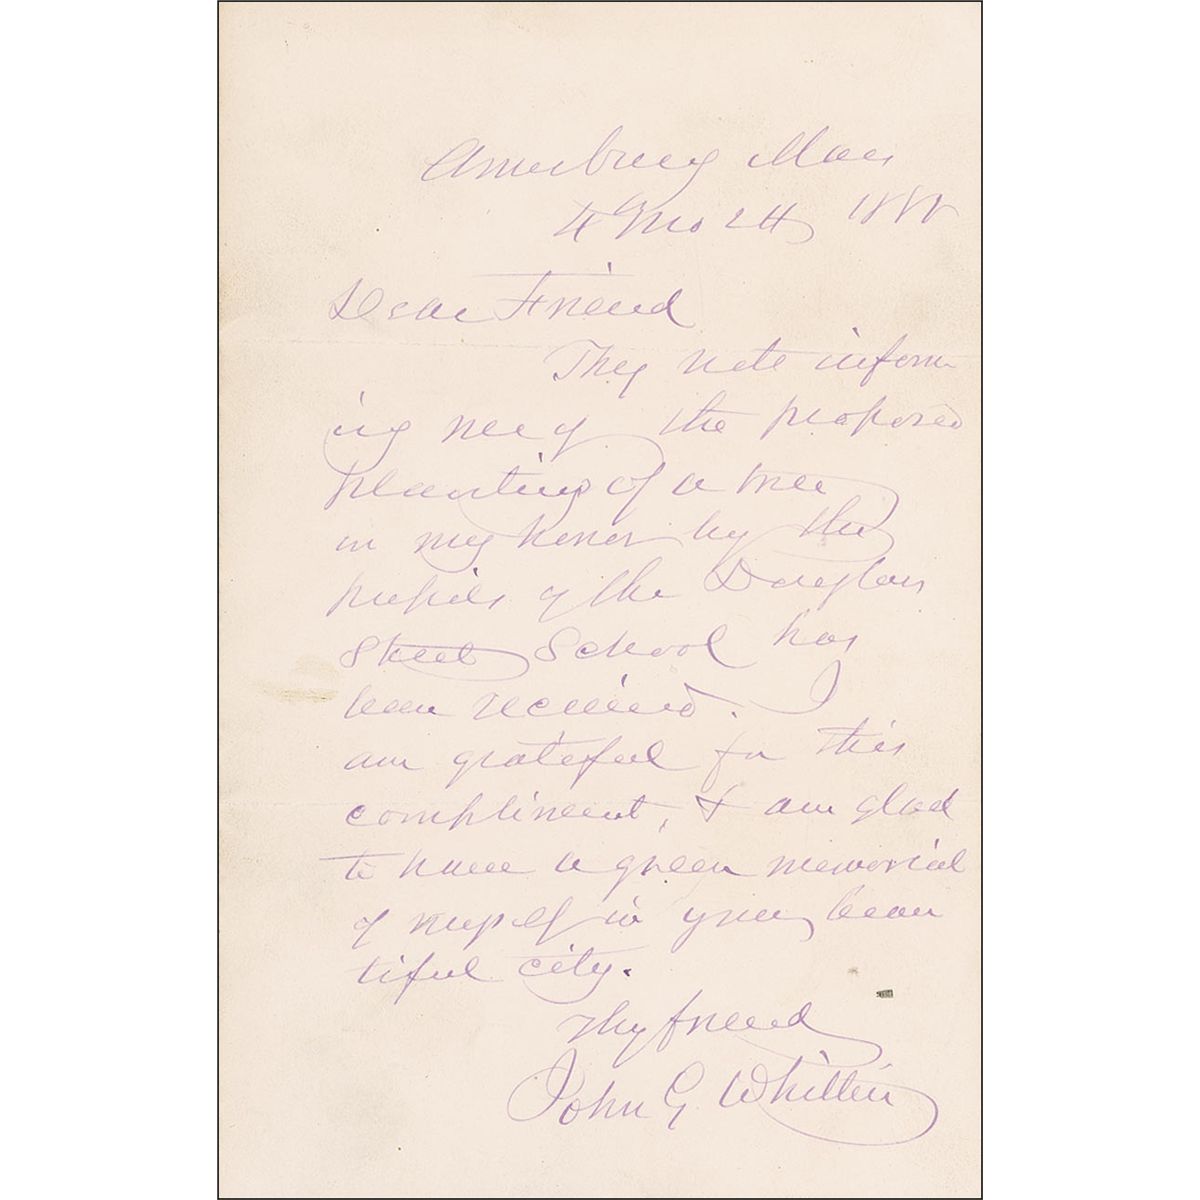 Amesbury Mass
4 Mo 24 1888
Dear Friend
Thy note inform
ing me of the proposed
planting of a tree
in my honor by the
pupils of the Douglass
Street School has
been received. I
am grateful for this
compliment, & am glad
to have a green memorial
of myself in your beau
tiful city.
Thy friend
John G Whittier